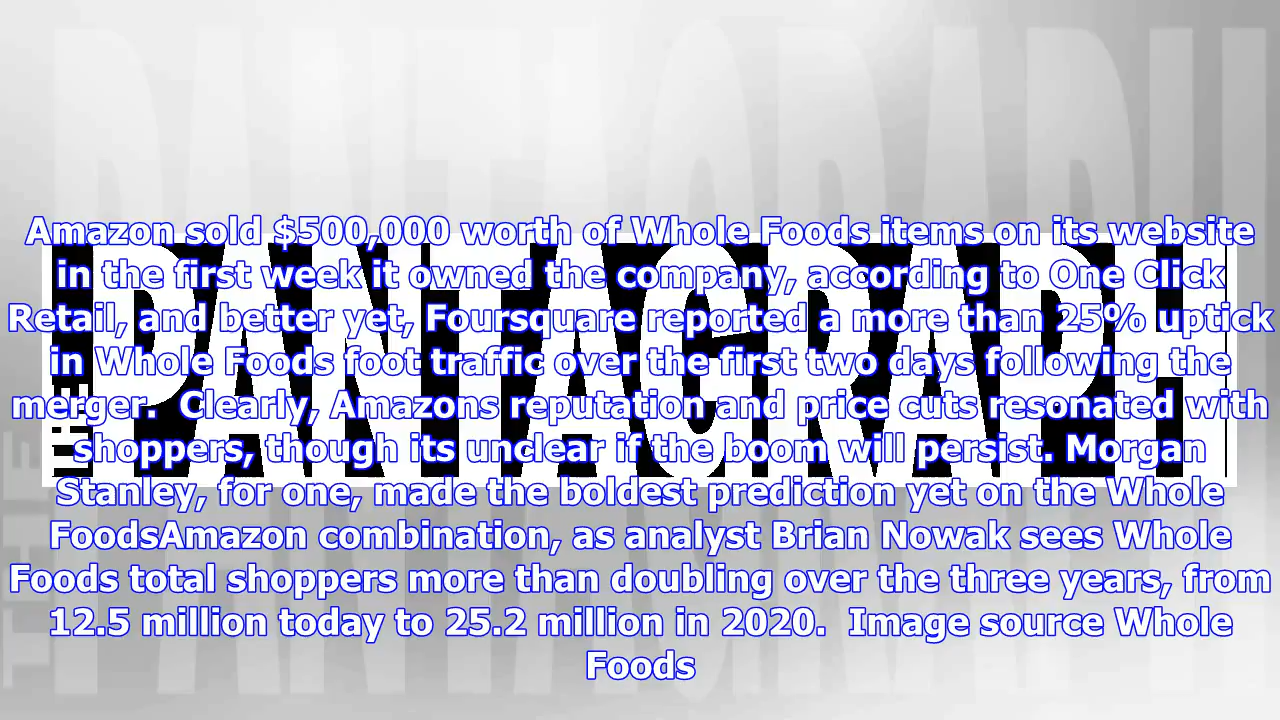 Amazon sold $500,000 worth of Whole Foods items on its website
in the first week it owned the company, according to One Click
Retail, and better yet, Foursquare reported a more than 25% uptick
in Whole Foods foot traffic over the first two days following the
merger.  Clearly, Amazons reputation and price cuts resonated with
shoppers, though its unclear if the boom will persist. Morgan
Stanley, for one, made the boldest prediction yet on the Whole
FoodsAmazon combination, as analyst Brian Nowak sees Whole
Foods total shoppers more than doubling over the three years, from
12.5 million today to 25.2 million in 2020.  Image source Whole
Foods
The
PANTAGRAPH
THE
PANTAGRAPH